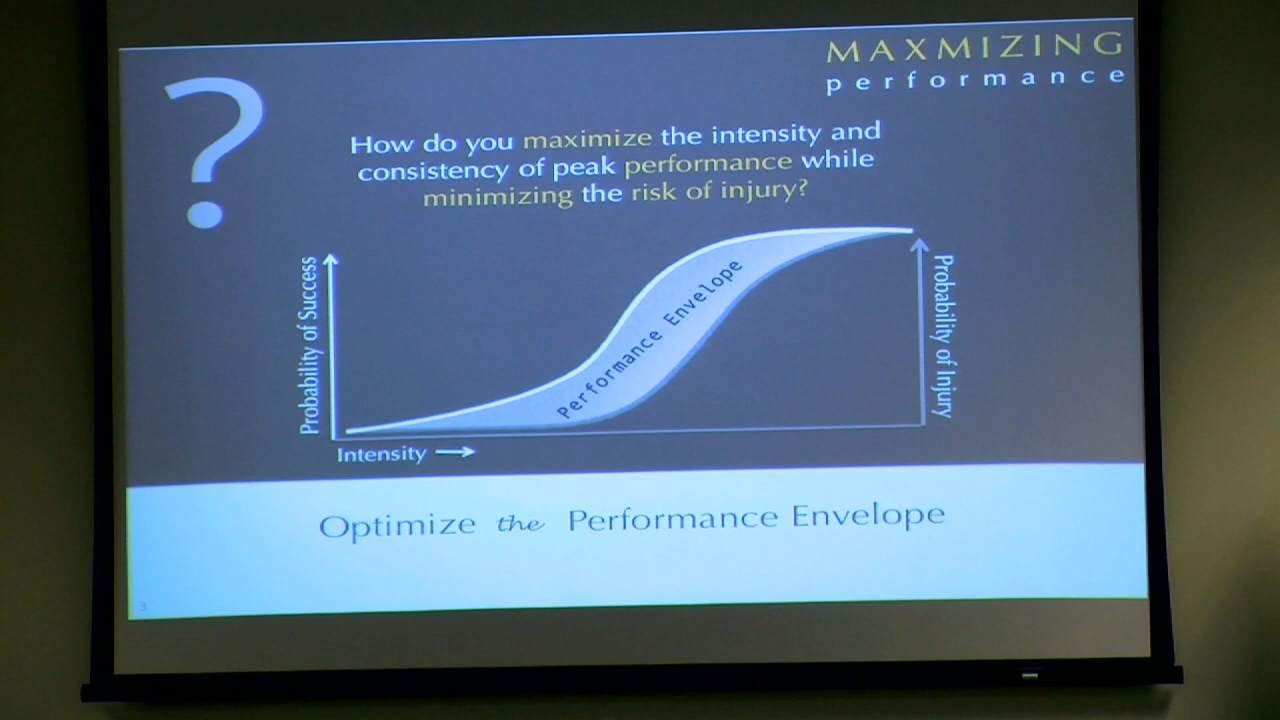 MAXMIZING
performance
?
How do you maximize the intensity and
consistency of peak performance while
minimizing the risk of injury?
Probability of Success
Performance Envelope
Probability of Injury
Intensity
Optimize the Performance Envelope
3